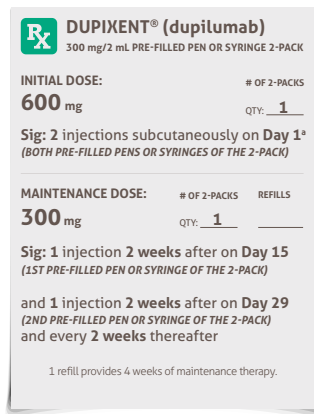 Rx DUPIXENT® (dupilumab)
300 mg/2 mL PRE-FILLED PEN OR SYRINGE 2-PACK
INITIAL DOSE: # OF 2-PACKS
600 mg QTY: 1
Sig: 2 injections subcutaneously on Day 1ª
(BOTH PRE-FILLED PENS OR SYRINGES OF THE 2-PACK)
MAINTENANCE DOSE: # OF 2-PACKS REFILLS
300 mg QTY: 1
Sig: 1 injection 2 weeks after on Day 15
(1ST PRE-FILLED PEN OR SYRINGE OF THE 2-PACK)
and 1 injection 2 weeks after on Day 29
(2ND PRE-FILLED PEN OR SYRINGE OF THE 2-PACK)
and every 2 weeks thereafter
1 refill provides 4 weeks of maintenance therapy.